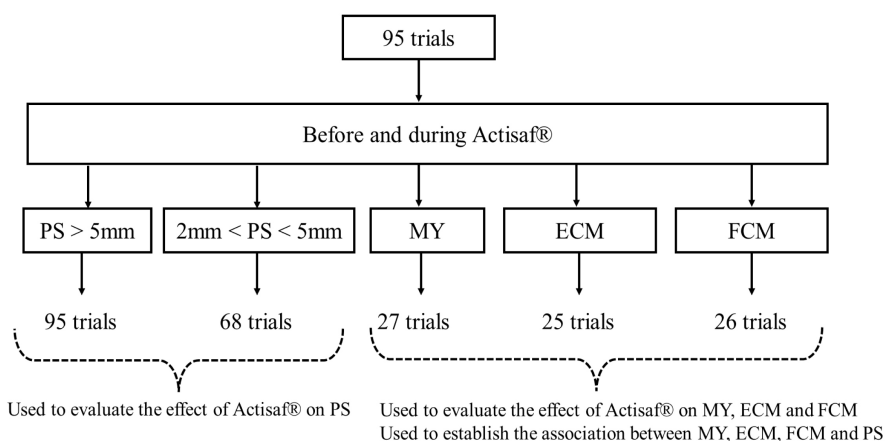 95 trials
Before and during Actisaf®
PS > 5mm
2mm < PS < 5mm
MY
ECM
FCM
95 trials
68 trials
27 trials
25 trials
26 trials
Used to evaluate the effect of Actisaf® on PS
Used to evaluate the effect of Actisaf® on MY, ECM and FCM
Used to establish the association between MY, ECM, FCM and PS